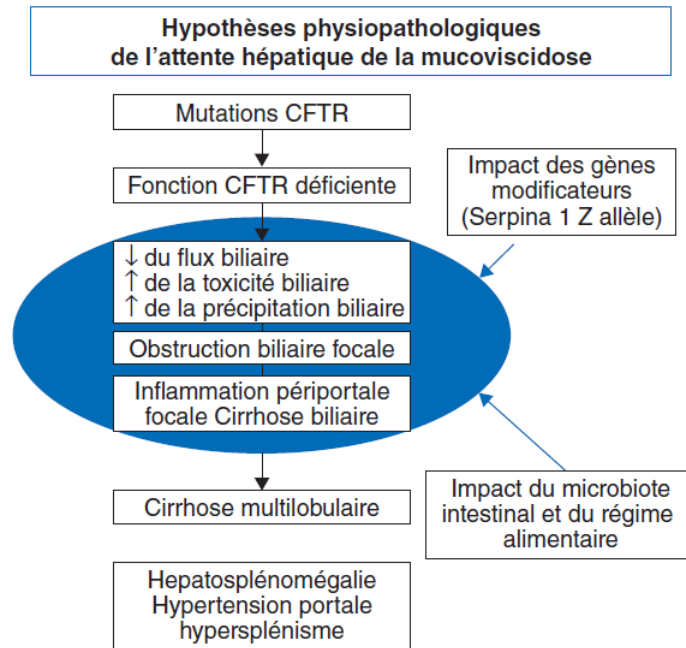 Hypothèses physiopathologiques
de l'attente hépatique de la mucoviscidose
Mutations CFTR
Fonction CFTR déficiente
Impact des gènes
modificateurs
(Serpina 1 Z allèle)
↓ du flux biliaire
↑ de la toxicité biliaire
↑ de la précipitation biliaire
Obstruction biliaire focale
Inflammation périportale
focale Cirrhose biliaire
Cirrhose multilobulaire
Impact du microbiote
intestinal et du régime
alimentaire
Hepatosplénomégalie
Hypertension portale
hypersplénisme